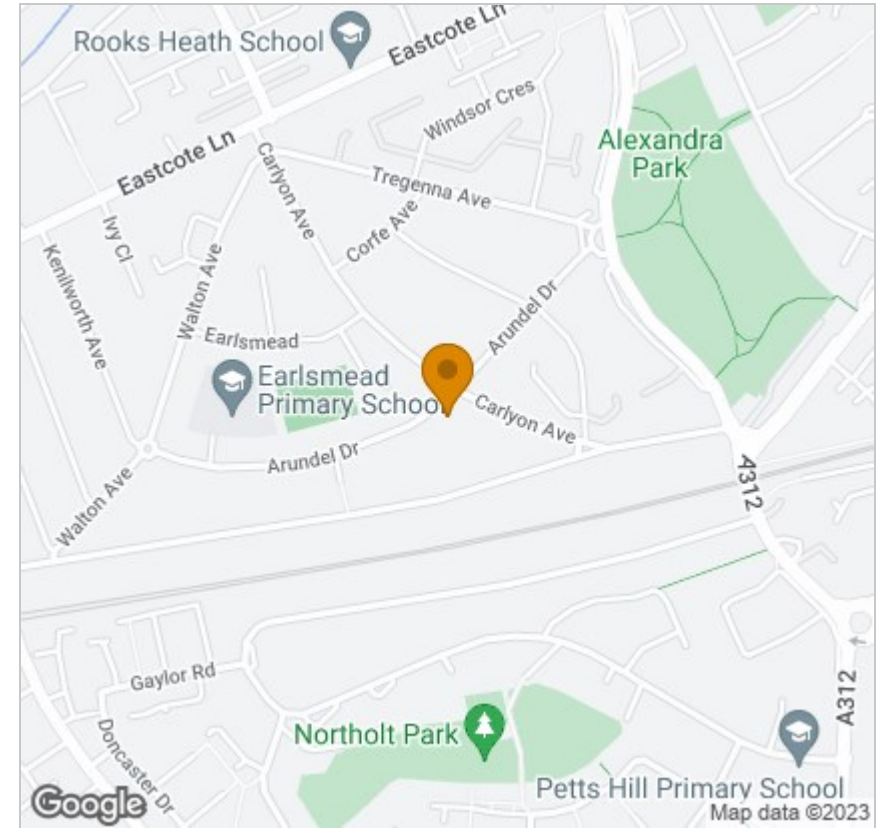 Rooks Heath School
Eastcote Ln
Windsor Cres
Alexandra
Park
Eastcote Ln
Carlyon Ave
Tregenna Ave
Ivy Cl
Corfe Ave
Kenilworth Ave
Walton Ave
Arundel Dr
Earlsmead
Earlsmead
Primary School
Carlyon Ave
Arundel Dr
A312
Walton Ave
Gaylor Rd
A312
Northolt Park
Doncaster Dr
Petts Hill Primary School
Google
Map data ©2023